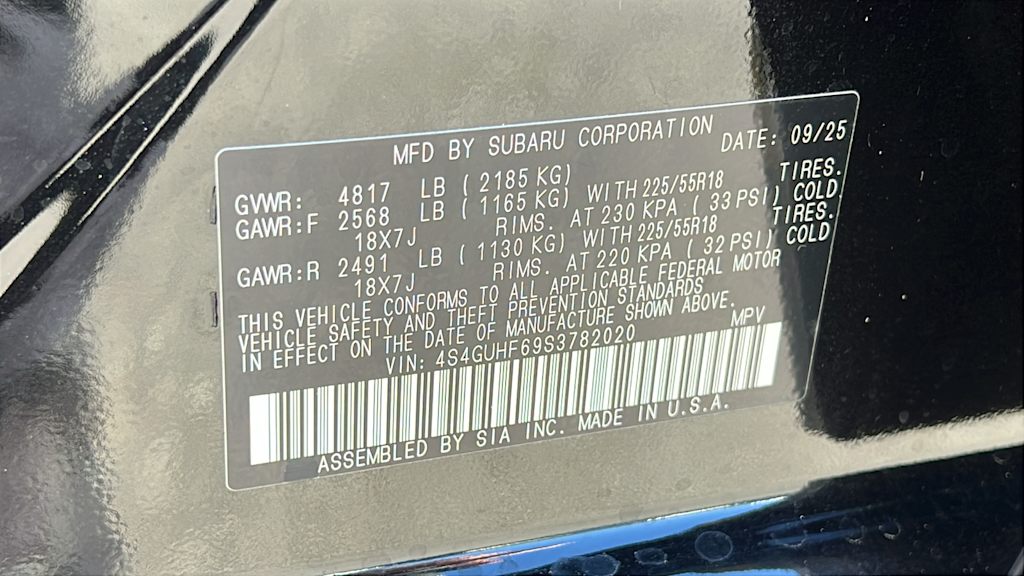 MFD BY SUBARU CORPORATION DATE: 09/25
GVWR: 4817 LB ( 2185 KG)
GAWR:F 2568 LB ( 1165 KG) WITH 225/55R18 TIRES.
18X7J RIMS. AT 230 KPA ( 33 PSI) COLD
GAWR:R 2491 LB ( 1130 KG) WITH 225/55R18 TIRES.
18X7J RIMS. AT 220 KPA ( 32 PSI) COLD
THIS VEHICLE CONFORMS TO ALL APPLICABLE FEDERAL MOTOR
VEHICLE SAFETY AND THEFT PREVENTION STANDARDS
IN EFFECT ON THE DATE OF MANUFACTURE SHOWN ABOVE.
VIN: 4S4GUHF69S3782020 MPV
ASSEMBLED BY SIA INC. MADE IN U.S.A.